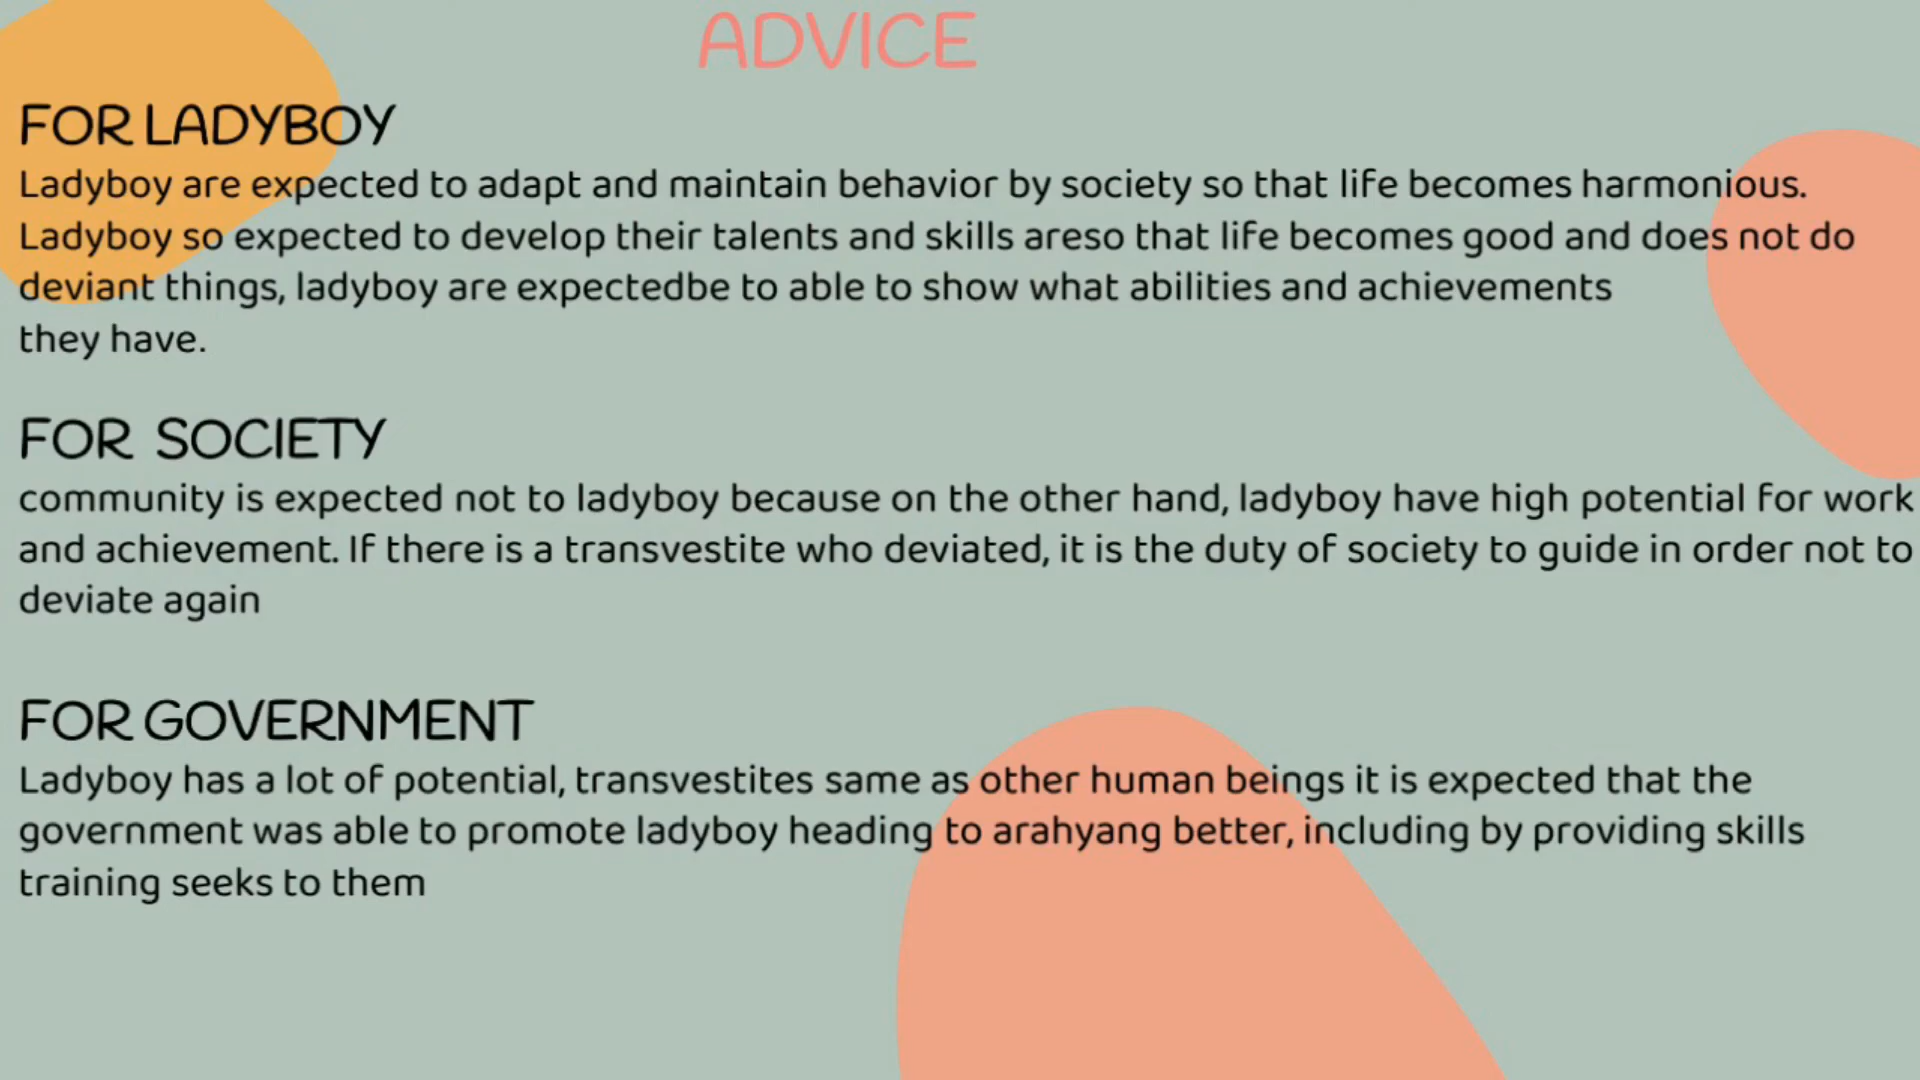 ADVICE
FOR LADYBOY
Ladyboy are expected to adapt and maintain behavior by society so that life becomes harmonious.
Ladyboy so expected to develop their talents and skills areso that life becomes good and does not do
deviant things, ladyboy are expectedbe to able to show what abilities and achievements
they have.
FOR SOCIETY
community is expected not to ladyboy because on the other hand, ladyboy have high potential for work
and achievement. If there is a transvestite who deviated, it is the duty of society to guide in order not to
deviate again
FOR GOVERNMENT
Ladyboy has a lot of potential, transvestites same as other human beings it is expected that the
government was able to promote ladyboy heading to arahyang better, including by providing skills
training seeks to them